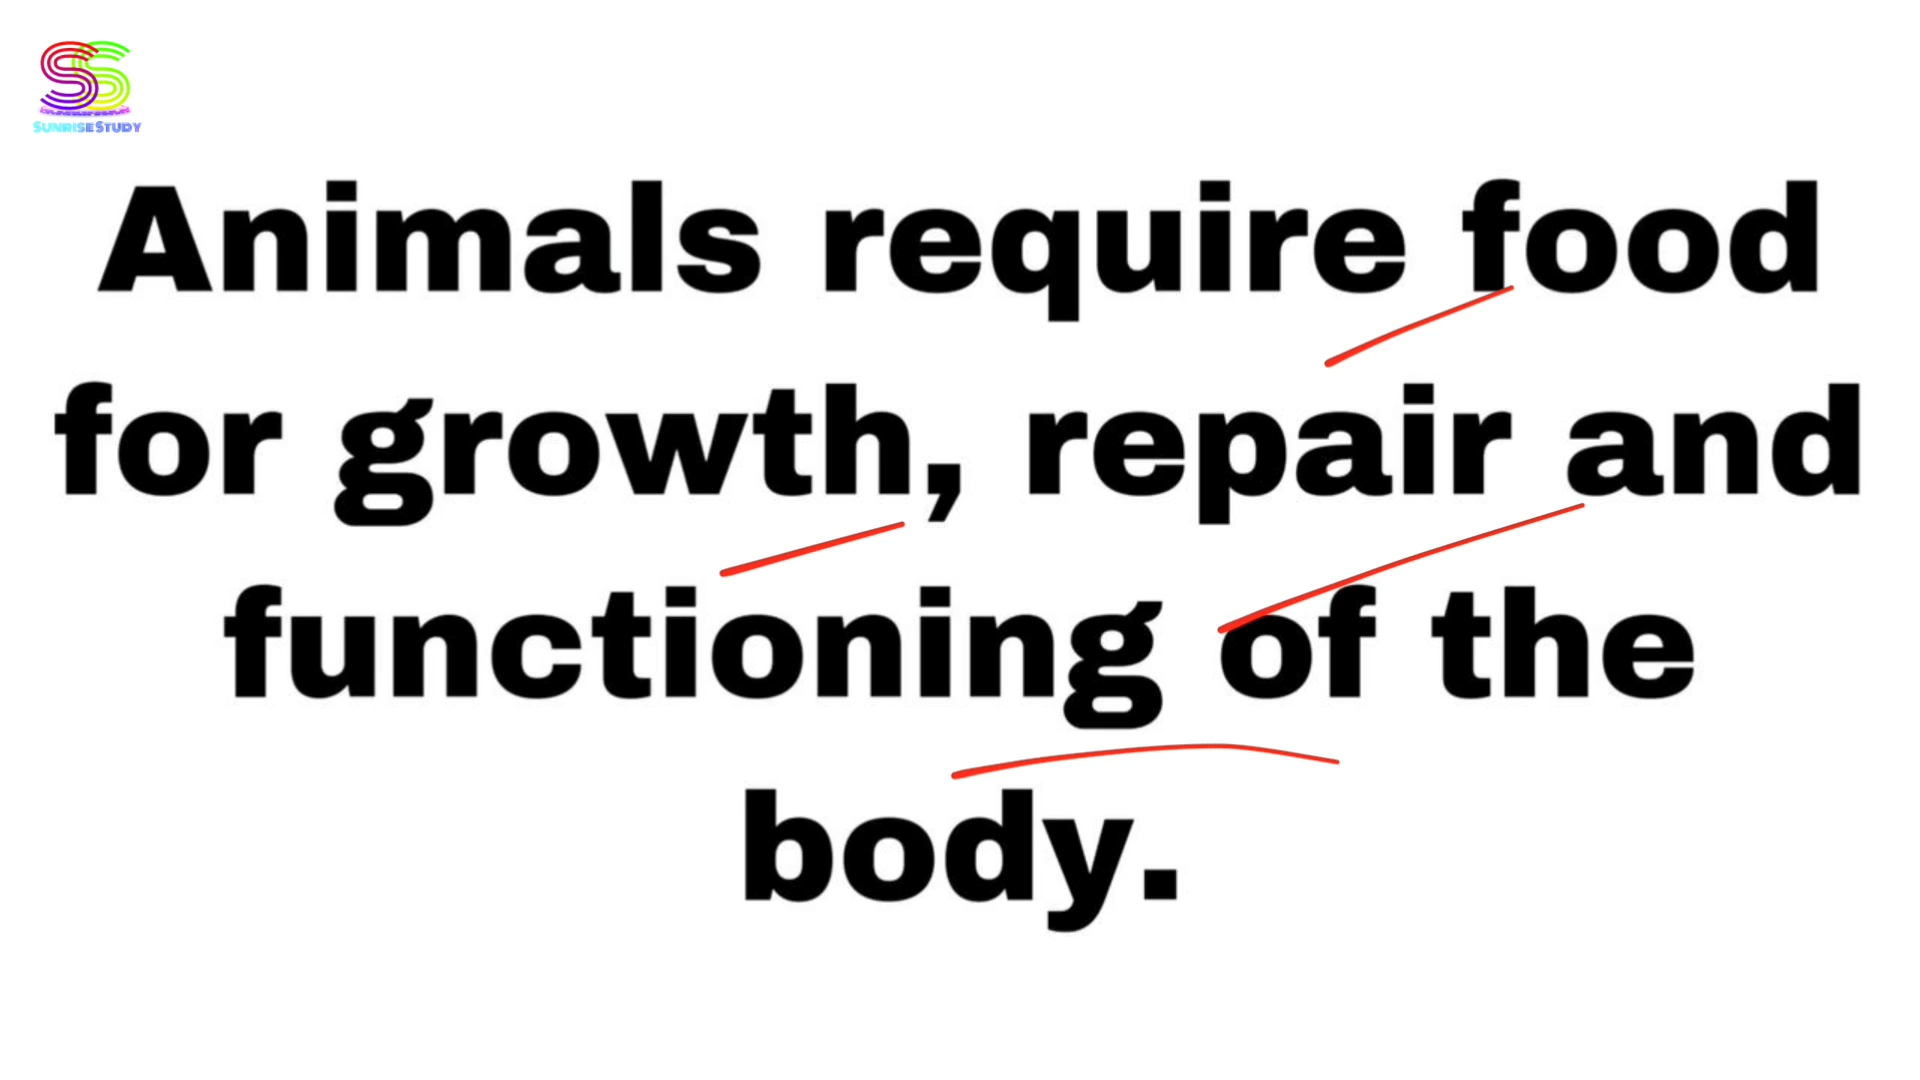 SUNRISESTUDY
Animals require food
for growth, repair and
functioning of the
body.